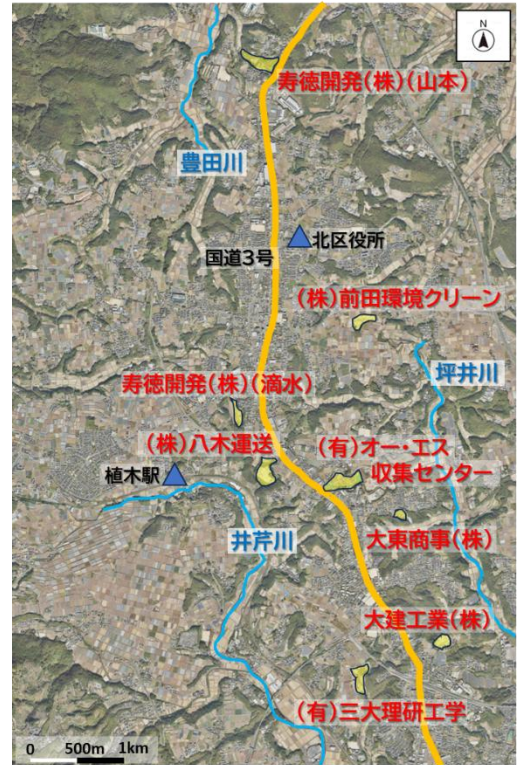 N
寿徳開発(株)(山本)
豊田川
北区役所
国道3号
(株)前田環境クリーン
坪井川
寿徳開発(株)(滴水)
(株)八木運送
(有)オー・エス
収集センター
植木駅
井芹川
大東商事(株)
大建工業(株)
(有)三大理研工学
0 500m 1km